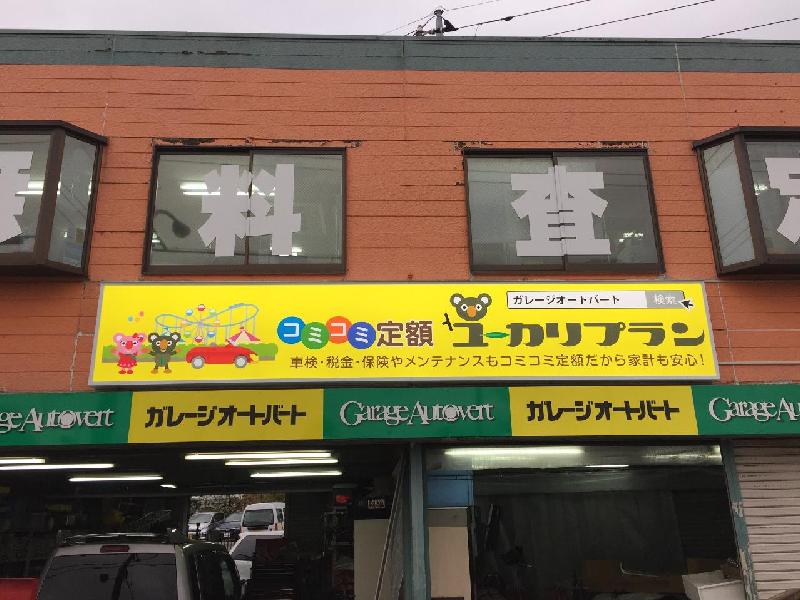 料 査
ガレージオートバート 検索
コミコミ定額 ユーカリプラン
車検・税金・保険やメンテナンスもコミコミ定額だから家計も安心!
ge Autovert ガレージオートバート Garage Autovert ガレージオートバート Garage Au